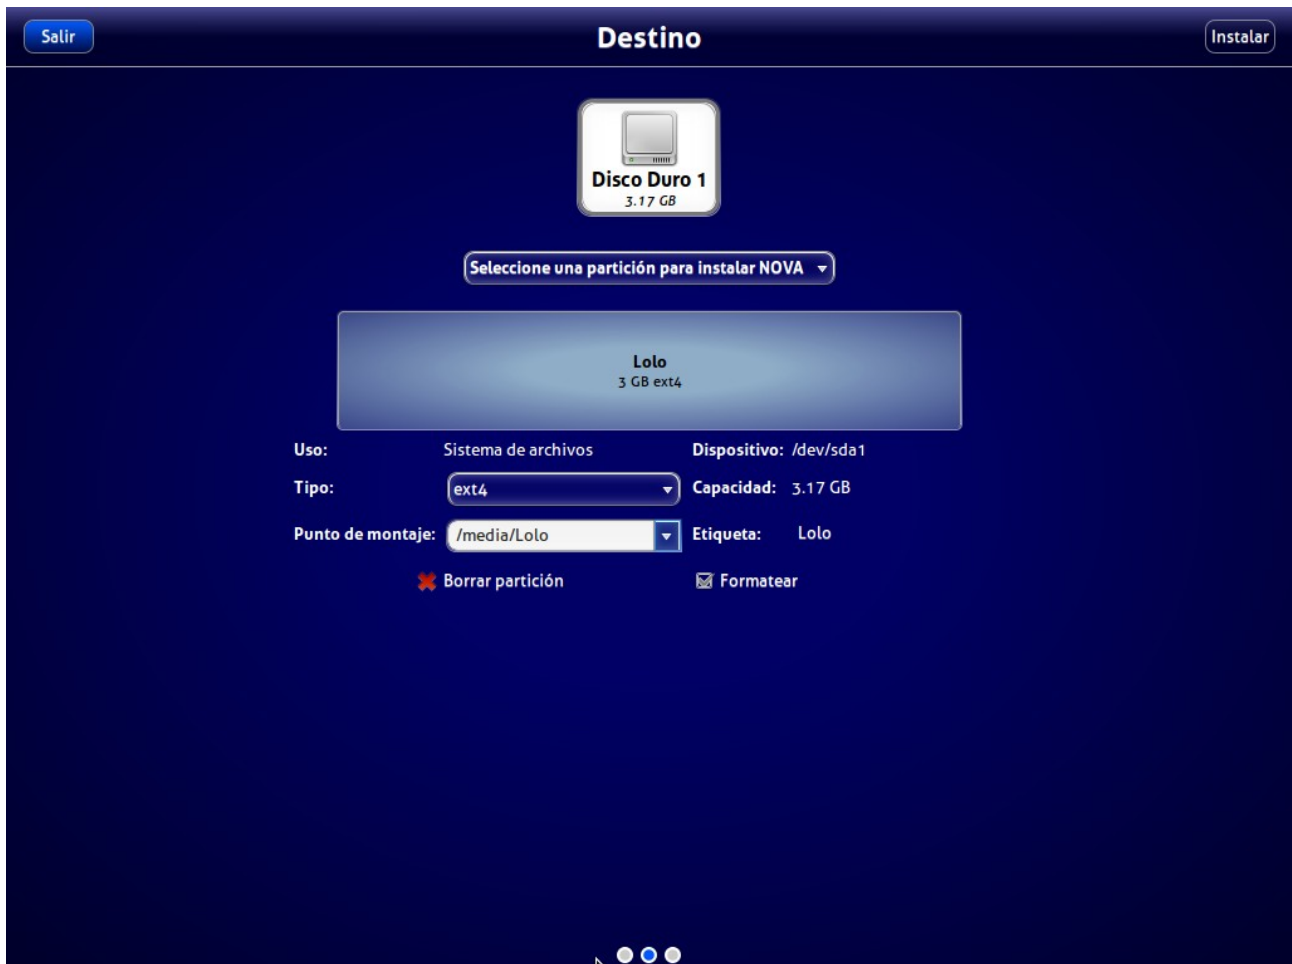 Salir
Destino
Instalar
Disco Duro 1
3.17 GB
Seleccione una partición para instalar NOVA
Lolo
3 GB ext4
Uso: Sistema de archivos Dispositivo: /dev/sda1
Tipo: ext4 Capacidad: 3.17 GB
Punto de montaje: /media/Lolo Etiqueta: Lolo
Borrar partición Formatear